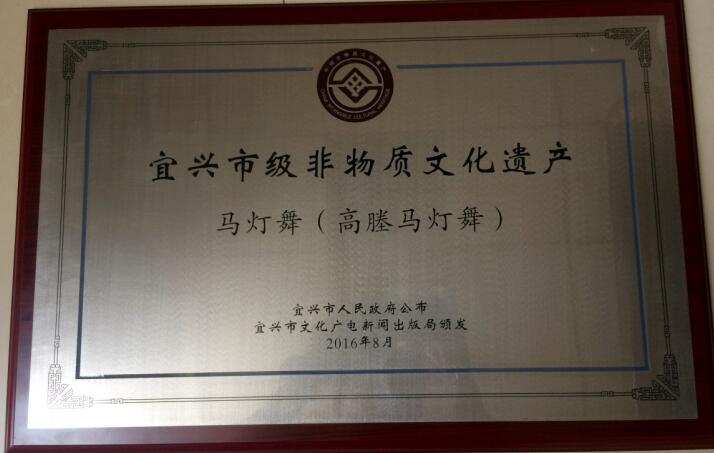 宜兴市级非物质文化遗产
马灯舞（高塍马灯舞）
宜兴市人民政府公布
宜兴市文化广电新闻出版局颁发
2016年8月